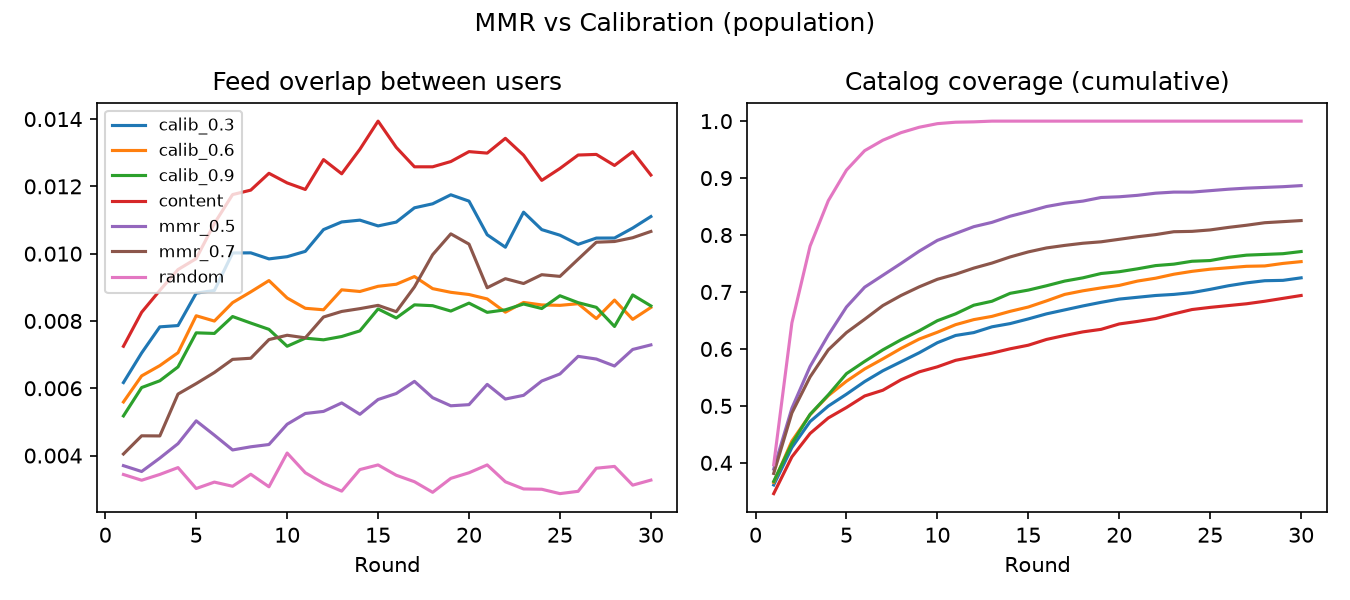 MMR vs Calibration (population)
Feed overlap between users
0.014
0.012
0.010
0.008
0.006
0.004
calib_0.3
calib_0.6
calib_0.9
content
mmr_0.5
mmr_0.7
random
0 5 10 15 20 25 30
Round
Catalog coverage (cumulative)
1.0
0.9
0.8
0.7
0.6
0.5
0.4
0 5 10 15 20 25 30
Round